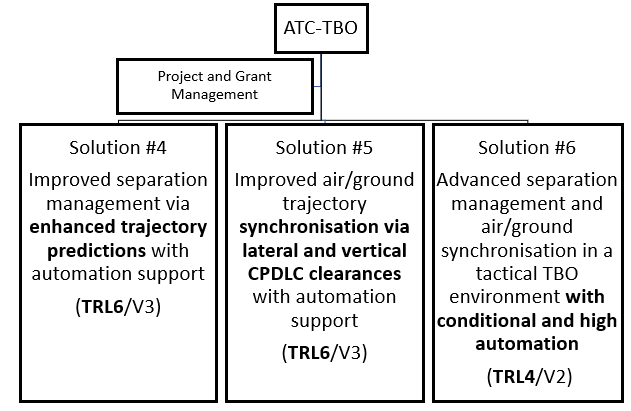 ATC-TBO
Project and Grant
Management
Solution #4
Improved separation
management via
enhanced trajectory
predictions with
automation support
(TRL6/V3)
Solution #5
Improved air/ground
trajectory
synchronisation via
lateral and vertical
CPDLC clearances
with automation
support
(TRL6/V3)
Solution #6
Advanced separation
management and
air/ground
synchronisation in a
tactical TBO
environment with
conditional and high
automation
(TRL4/V2)